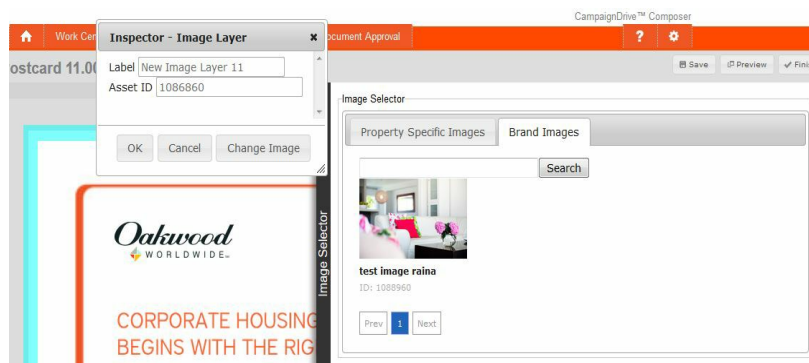 CampaignDrive™ Composer
Work Cen
ocument Approval
?
ostcard 11.00
Save
Preview
Fini
Inspector - Image Layer
Label New Image Layer 11
Asset ID 1086860
OK Cancel Change Image
Image Selector
Property Specific Images Brand Images
Search
test image raina
ID: 1088960
Prev 1 Next
Image Selector
Oakwood
WORLDWIDE
CORPORATE HOUSING
BEGINS WITH THE RIG